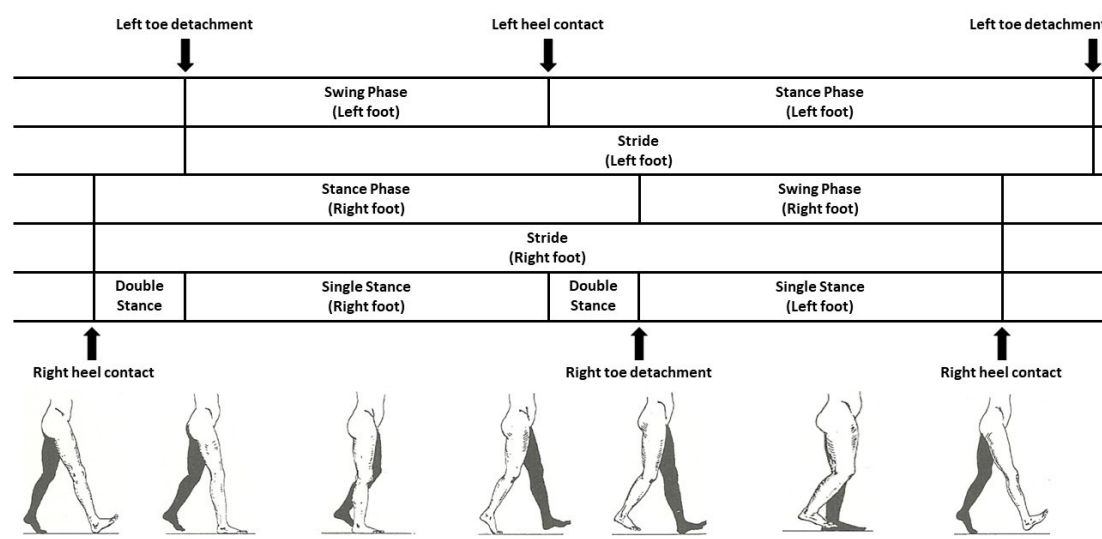 Left toe detachment
Left heel contact
Left toe detachment
Swing Phase
(Left foot)
Stance Phase
(Left foot)
Stride
(Left foot)
Stance Phase
(Right foot)
Swing Phase
(Right foot)
Stride
(Right foot)
Double
Stance
Single Stance
(Right foot)
Double
Stance
Single Stance
(Left foot)
Right heel contact
Right toe detachment
Right heel contact